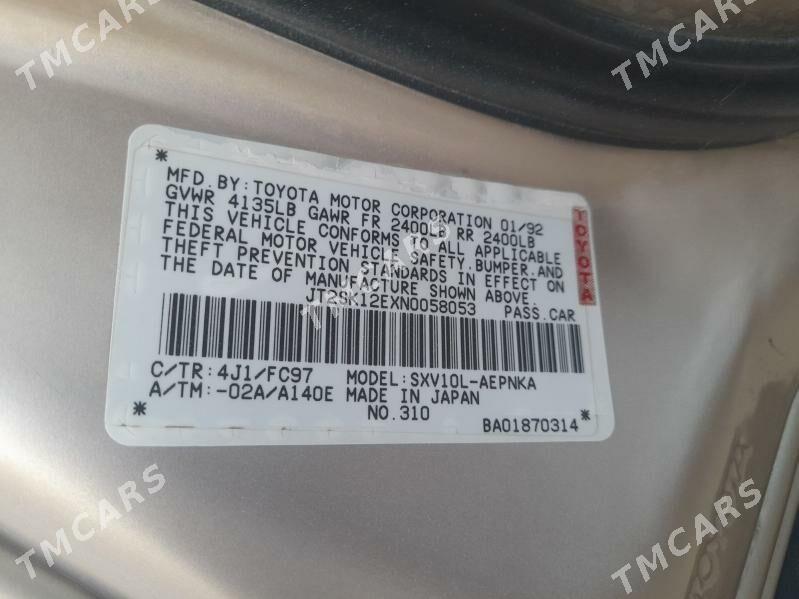 TMCARS
TMCARS
*
MFD.BY:TOYOTA MOTOR CORPORATION 01/92
GVWR 4135LB GAWR FR 2400LB RR 2400LB
THIS VEHICLE CONFORMS TO ALL APPLICABLE
FEDERAL MOTOR VEHICLE SAFETY,BUMPER,AND
THEFT PREVENTION STANDARDS IN EFFECT ON
THE DATE OF MANUFACTURE SHOWN ABOVE.
TOYOTA
TMCARS
JT2SK12EXN0058053 PASS.CAR
C/TR:4J1/FC97 MODEL:SXV10L-AEPNKA
A/TM:-02A/A140E MADE IN JAPAN
* NO.310 *
BA01870314
TMCARS
TMCARS